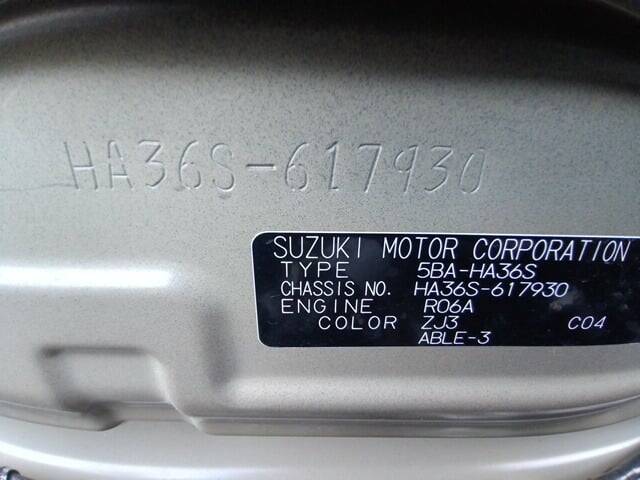 HA36S-617930
SUZUKI MOTOR CORPORATION
TYPE 5BA-HA36S
CHASSIS NO. HA36S-617930
ENGINE R06A
COLOR ZJ3 C04
ABLE-3